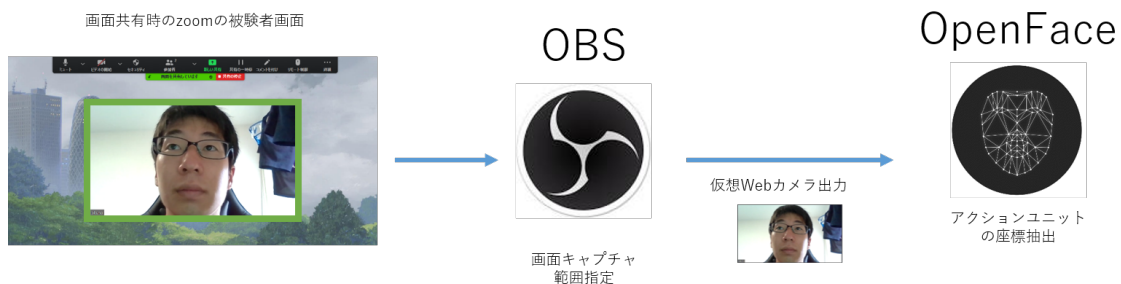 画面共有時のzoomの被験者画面
OBS
OpenFace
仮想Webカメラ出力
画面キャプチャ
範囲指定
アクションユニット
の座標抽出